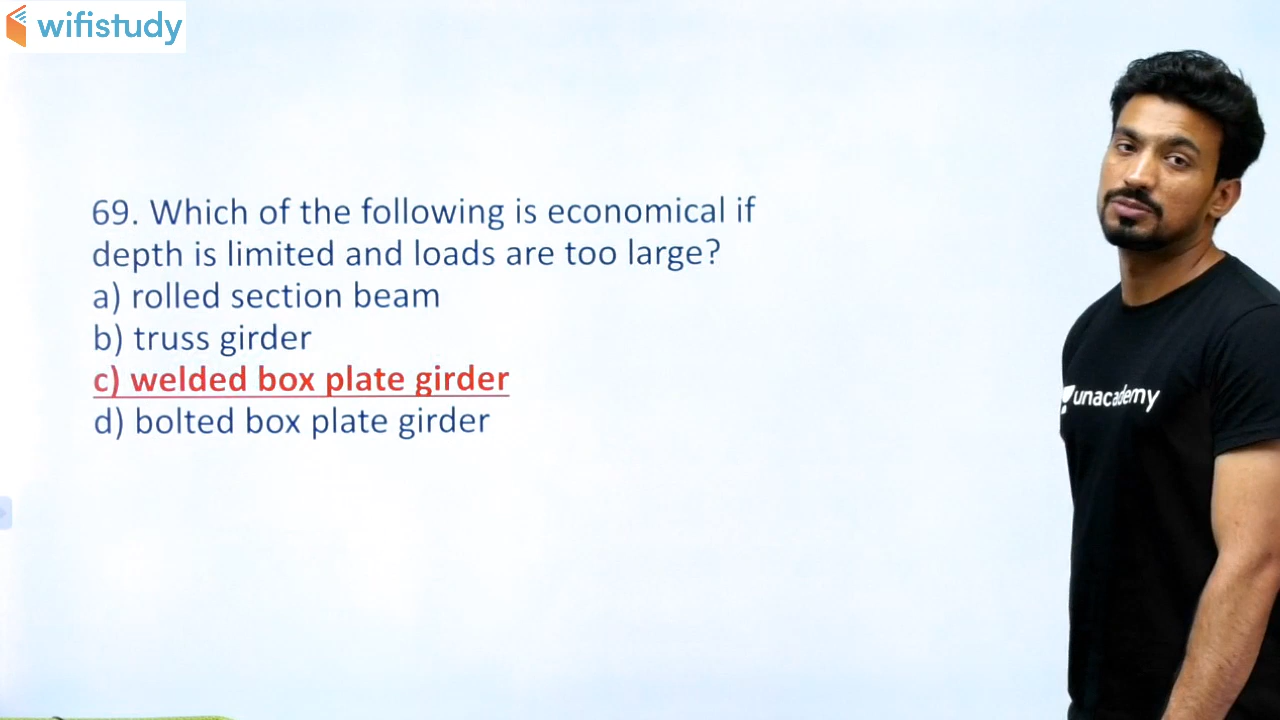 wifistudy
69. Which of the following is economical if
depth is limited and loads are too large?
a) rolled section beam
b) truss girder
c) welded box plate girder
d) bolted box plate girder
unacademy